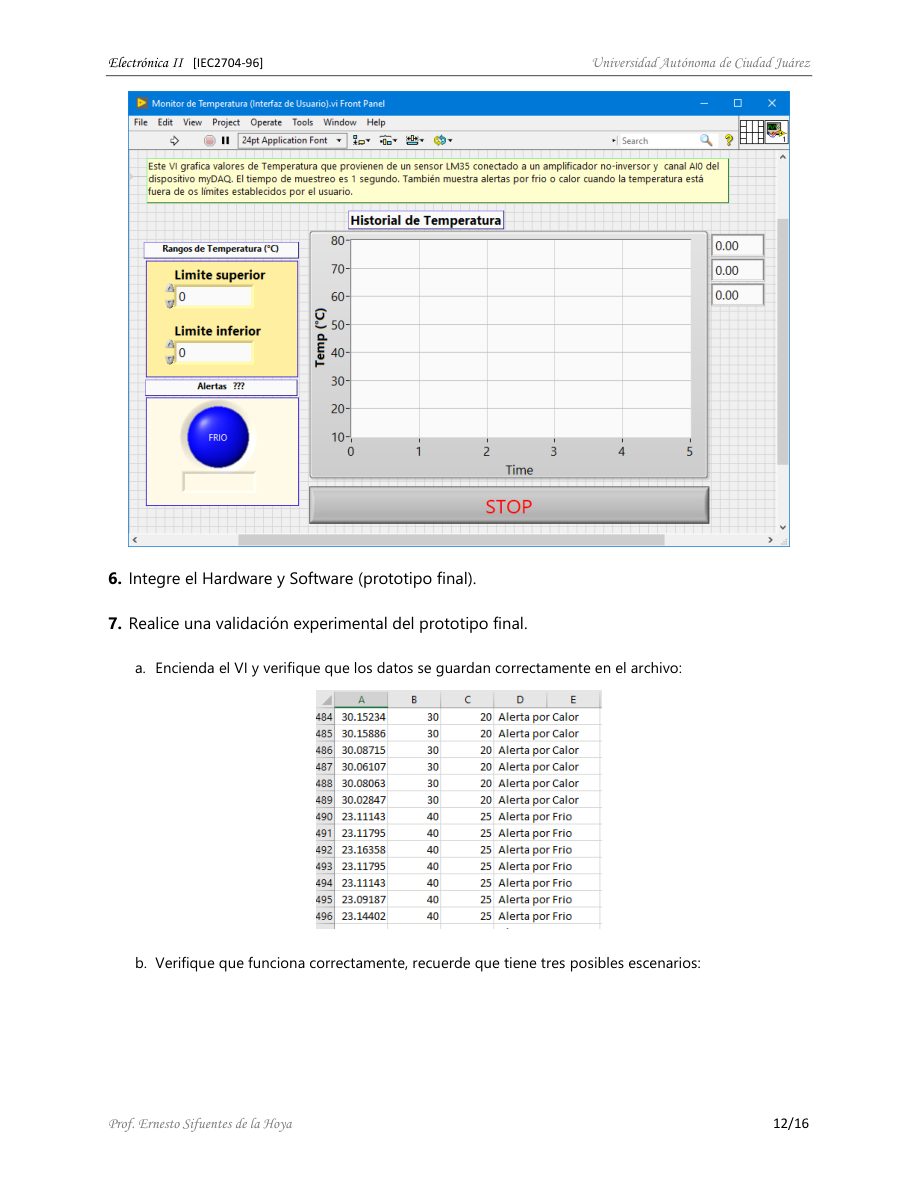 Electrónica II [IEC2704-96] Universidad Autónoma de Ciudad Juárez
Monitor de Temperatura (Interfaz de Usuario).vi Front Panel
File Edit View Project Operate Tools Window Help
24pt Application Font Search ?
Este VI grafica valores de Temperatura que provienen de un sensor LM35 conectado a un amplificador no-inversor y canal AI0 del
dispositivo myDAQ. El tiempo de muestreo es 1 segundo. También muestra alertas por frio o calor cuando la temperatura está
fuera de os límites establecidos por el usuario.
Historial de Temperatura
Rangos de Temperatura (°C)
Limite superior
0
Limite inferior
0
Alertas ???
FRIO
Temp (°C)
80
70
60
50
40
30
20
10
0 1 2 3 4 5
Time
0.00
0.00
0.00
STOP
6. Integre el Hardware y Software (prototipo final).
7. Realice una validación experimental del prototipo final.
a. Encienda el VI y verifique que los datos se guardan correctamente en el archivo:
A B C D E
484 30.15234 30 20 Alerta por Calor
485 30.15886 30 20 Alerta por Calor
486 30.08715 30 20 Alerta por Calor
487 30.06107 30 20 Alerta por Calor
488 30.08063 30 20 Alerta por Calor
489 30.02847 30 20 Alerta por Calor
490 23.11143 40 25 Alerta por Frio
491 23.11795 40 25 Alerta por Frio
492 23.16358 40 25 Alerta por Frio
493 23.11795 40 25 Alerta por Frio
494 23.11143 40 25 Alerta por Frio
495 23.09187 40 25 Alerta por Frio
496 23.14402 40 25 Alerta por Frio
b. Verifique que funciona correctamente, recuerde que tiene tres posibles escenarios:
Prof. Ernesto Sifuentes de la Hoya 12/16